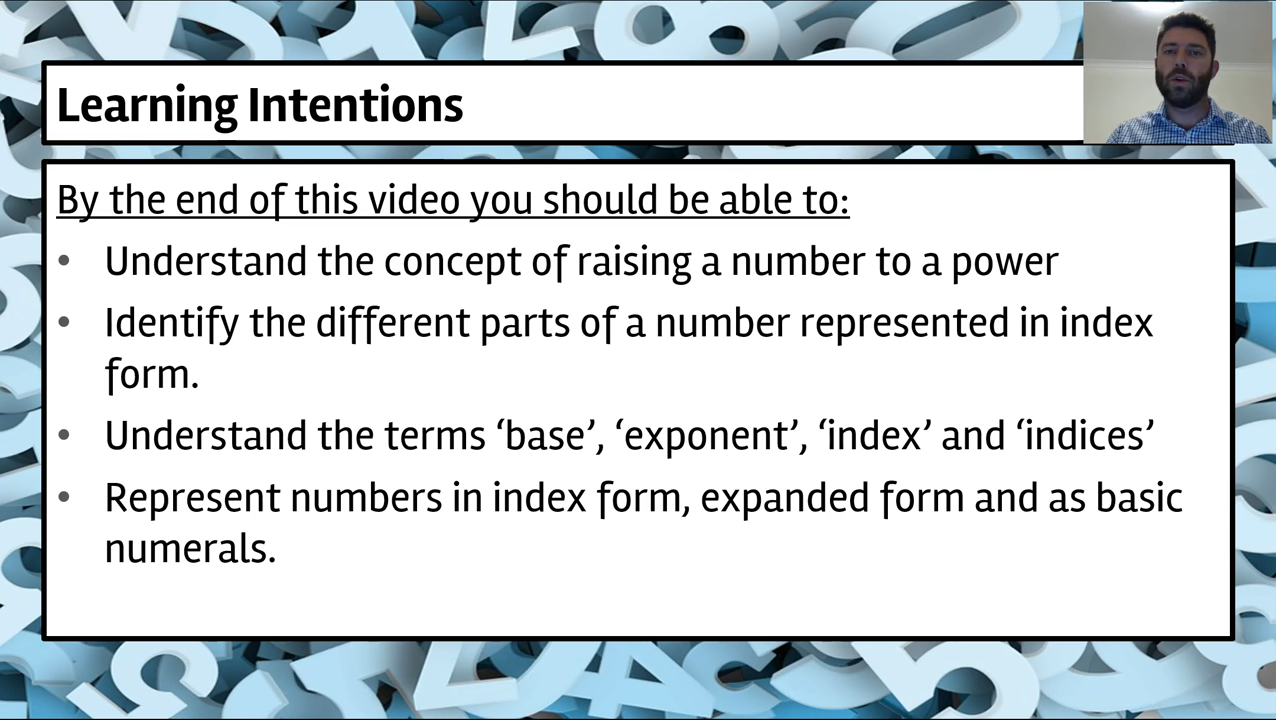 Learning Intentions
By the end of this video you should be able to:
• Understand the concept of raising a number to a power
• Identify the different parts of a number represented in index
form.
• Understand the terms ‘base’, ‘exponent’, ‘index’ and ‘indices’
• Represent numbers in index form, expanded form and as basic
numerals.